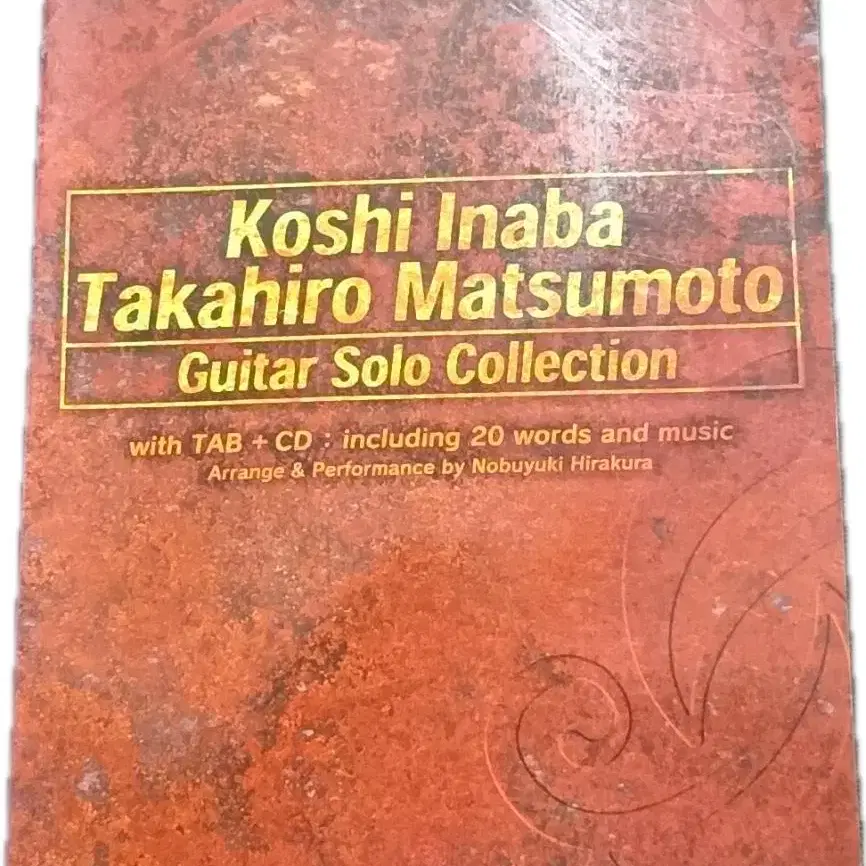 Koshi Inaba
Takahiro Matsumoto
Guitar Solo Collection
with TAB + CD : including 20 words and music
Arrange & Performance by Nobuyuki Hirakura